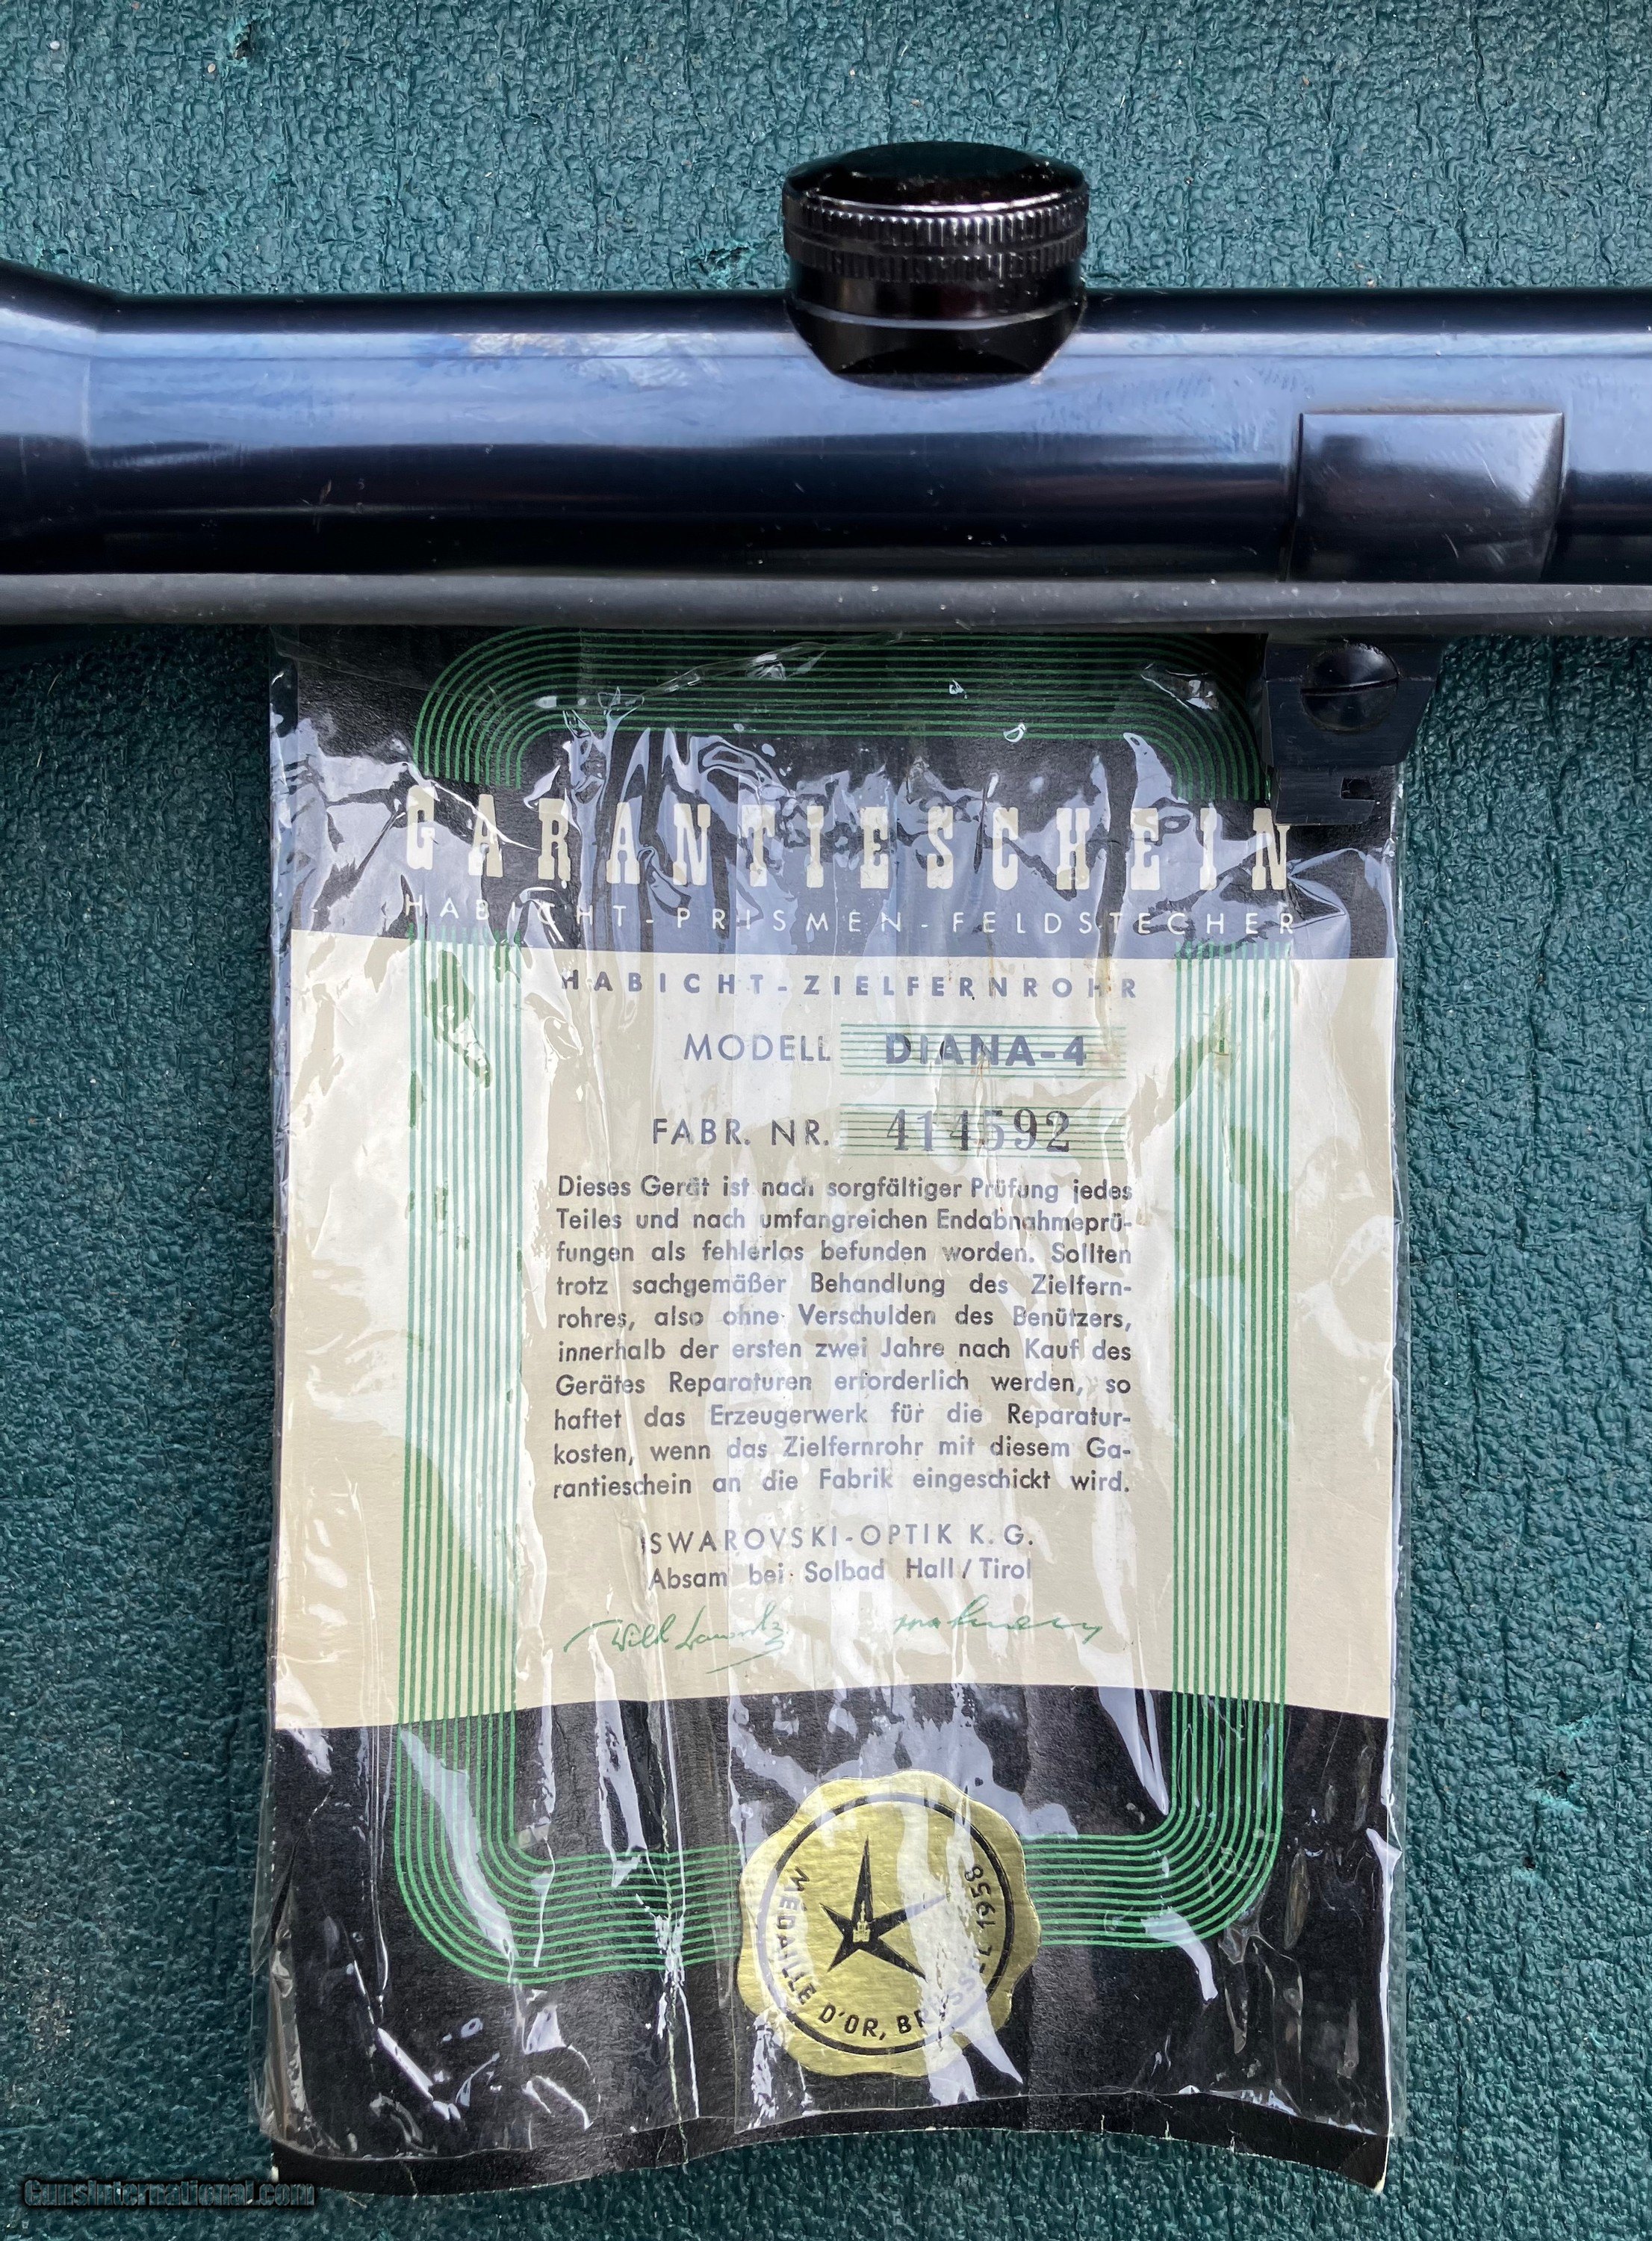 GARANTIESCHEIN
HABICHT-PRISMEN-FELDSTECHER
HABICHT-ZIELFERNROHR
MODELL DIANA-4
FABR. NR. 414592
Dieses Gerät ist nach sorgfältiger Prüfung jedes
Teiles und nach umfangreichen Endabnahmeprü-
fungen als fehlerlos befunden worden. Sollten
trotz sachgemäßer Behandlung des Zielfern-
rohres, also ohne Verschulden des Benützers,
innerhalb der ersten zwei Jahre nach Kauf des
Gerätes Reparaturen erforderlich werden, so
haftet das Erzeugerwerk für die Reparatur-
kosten, wenn das Zielfernrohr mit diesem Ga-
rantieschein an die Fabrik eingeschickt wird.
SWAROVSKI-OPTIK K. G.
Absam bei Solbad Hall / Tirol
MÉDAILLE D'OR, BRUSSEL 1958
GunsInternational.com